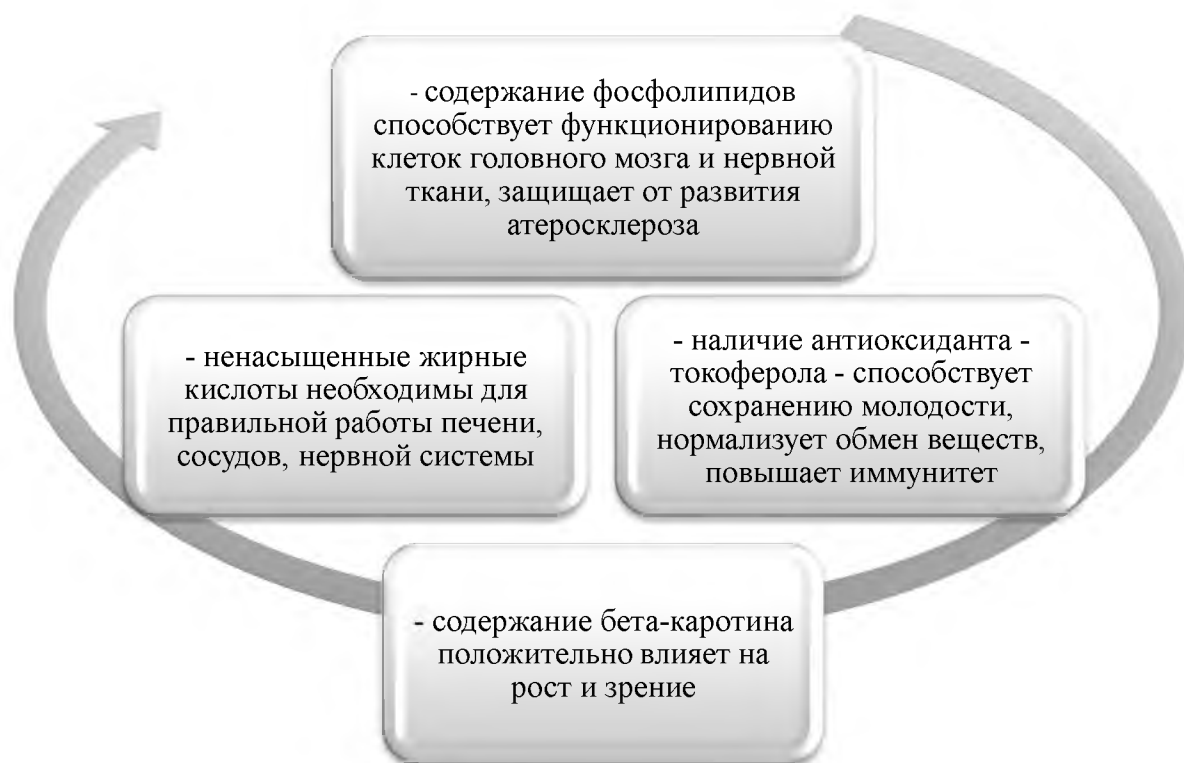 - содержание фосфолипидов
способствует функционированию
клеток головного мозга и нервной
ткани, защищает от развития
атеросклероза
- ненасыщенные жирные
кислоты необходимы для
правильной работы печени,
сосудов, нервной системы
- наличие антиоксиданта -
токоферола - способствует
сохранению молодости,
нормализует обмен веществ,
повышает иммунитет
- содержание бета-каротина
положительно влияет на
рост и зрение